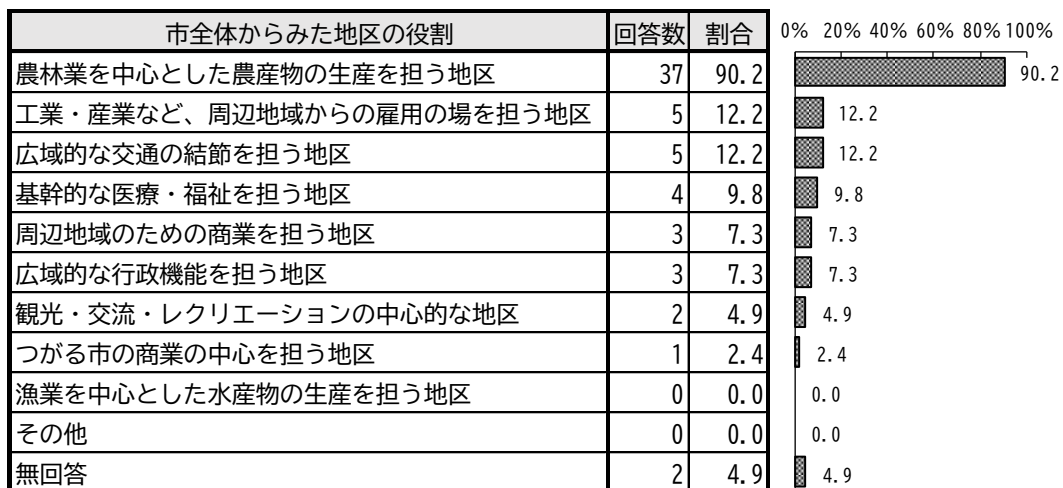 市全体からみた地区の役割 回答数 割合 0% 20% 40% 60% 80% 100%
農林業を中心とした農産物の生産を担う地区 37 90.2 90.2
工業・産業など、周辺地域からの雇用の場を担う地区 5 12.2 12.2
広域的な交通の結節を担う地区 5 12.2 12.2
基幹的な医療・福祉を担う地区 4 9.8 9.8
周辺地域のための商業を担う地区 3 7.3 7.3
広域的な行政機能を担う地区 3 7.3 7.3
観光・交流・レクリエーションの中心的な地区 2 4.9 4.9
つがる市の商業の中心を担う地区 1 2.4 2.4
漁業を中心とした水産物の生産を担う地区 0 0.0 0.0
その他 0 0.0 0.0
無回答 2 4.9 4.9